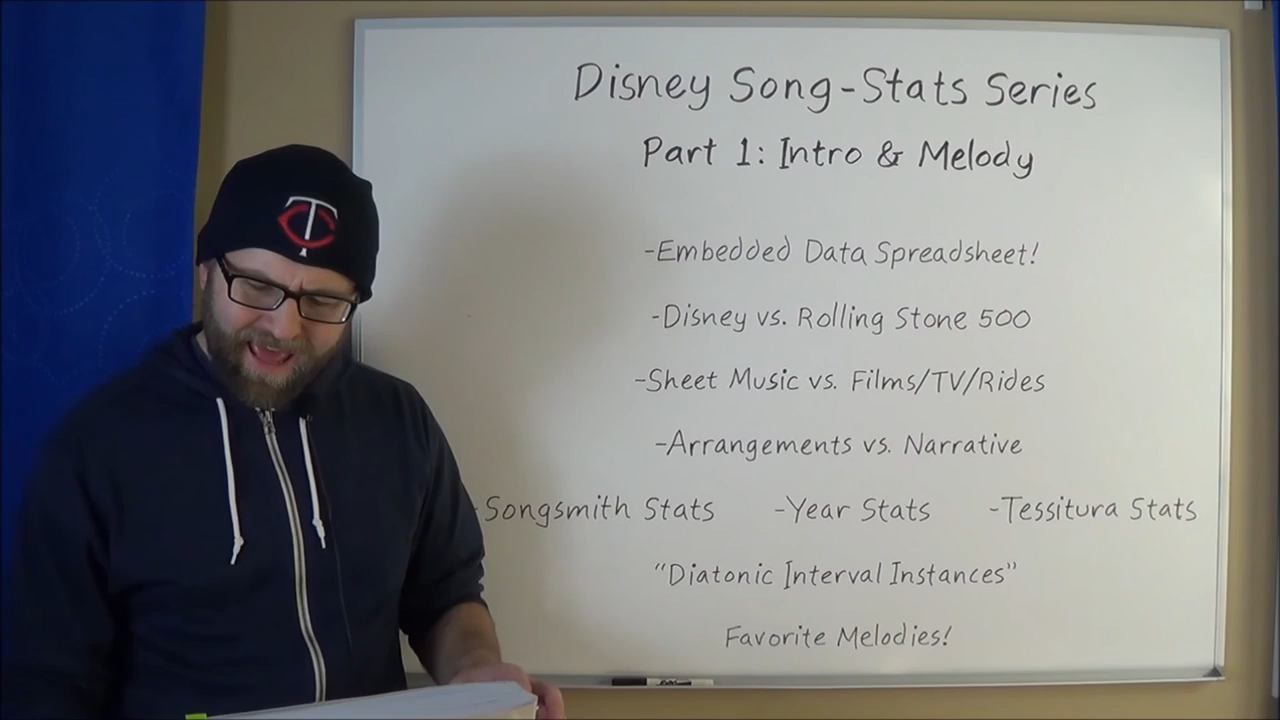 TC
Disney Song-Stats Series
Part 1: Intro & Melody
-Embedded Data Spreadsheet!
-Disney vs. Rolling Stone 500
-Sheet Music vs. Films/TV/Rides
-Arrangements vs. Narrative
-Songsmith Stats -Year Stats -Tessitura Stats
"Diatonic Interval Instances"
Favorite Melodies!